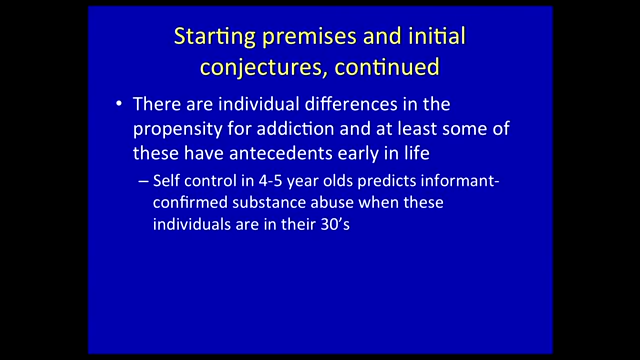 Starting premises and initial
conjectures, continued
• There are individual differences in the
propensity for addiction and at least some of
these have antecedents early in life
– Self control in 4-5 year olds predicts informant-
confirmed substance abuse when these
individuals are in their 30's